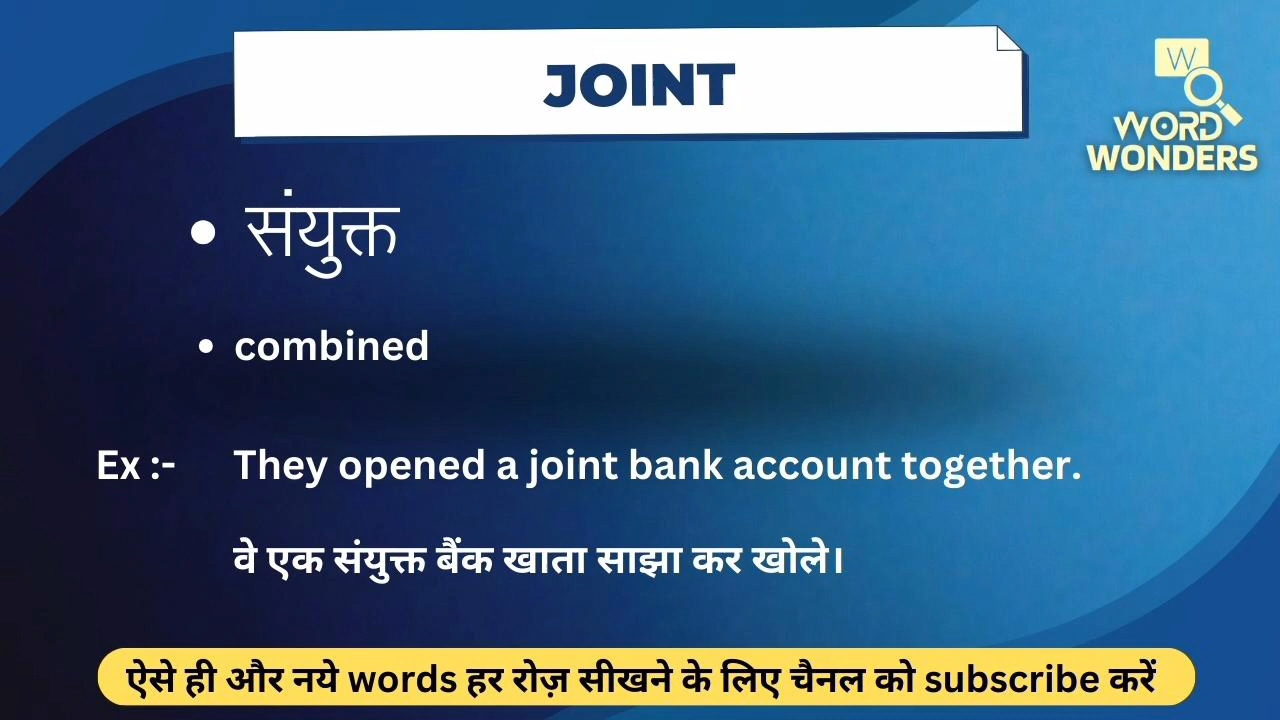 JOINT
W
WORD
WONDERS
• संयुक्त
• combined
Ex :- They opened a joint bank account together.
वे एक संयुक्त बैंक खाता साझा कर खोले।
ऐसे ही और नये words हर रोज़ सीखने के लिए चैनल को subscribe करें